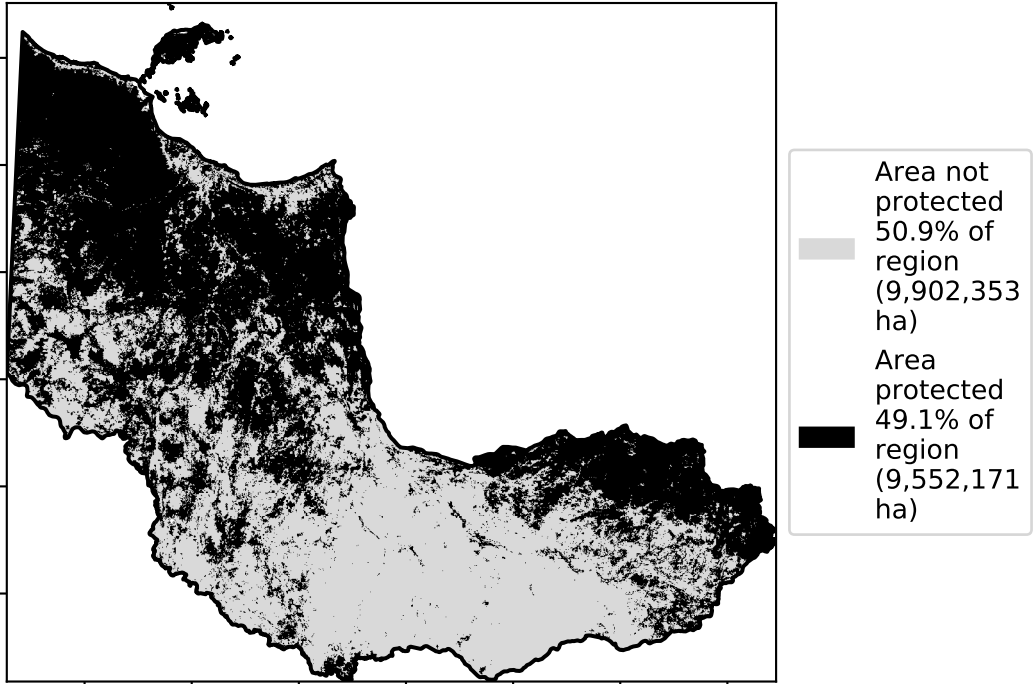 Area not
protected
50.9% of
region
(9,902,353
ha)
Area
protected
49.1% of
region
(9,552,171
ha)